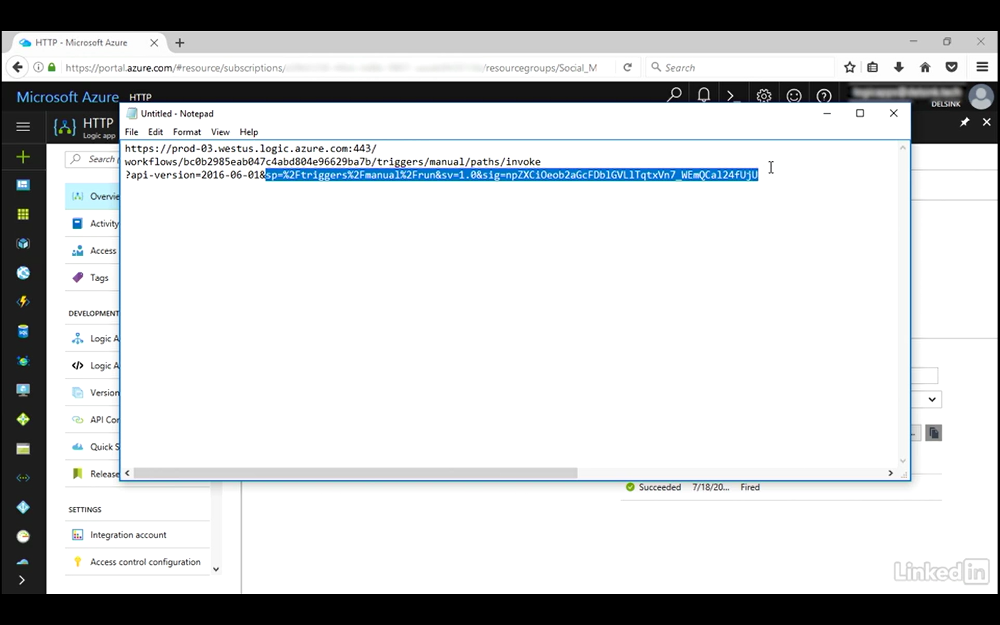 HTTP - Microsoft Azure
https://portal.azure.com/#resource/subscriptions/
/resourcegroups/Social_M
Search
Microsoft Azure HTTP
DELSINK
HTTP
Logic app
Untitled - Notepad
File Edit Format View Help
https://prod-03.westus.logic.azure.com:443/
workflows/bc0b2985eab047c4abd804e96629ba7b/triggers/manual/paths/invoke
?api-version=2016-06-01&sp=%2Ftriggers%2Fmanual%2Frun&sv=1.0&sig=npZXCiOeob2aGcFDblGVLlTqtxVn7_WEmQCal24fUjU
Search (
Overvie
Activity
Access
Tags
DEVELOPMENT
Logic A
Logic A
Version
API Con
Quick S
Release
SETTINGS
Integration account
Access control configuration
Succeeded 7/18/20... Fired
SQL
Linked in